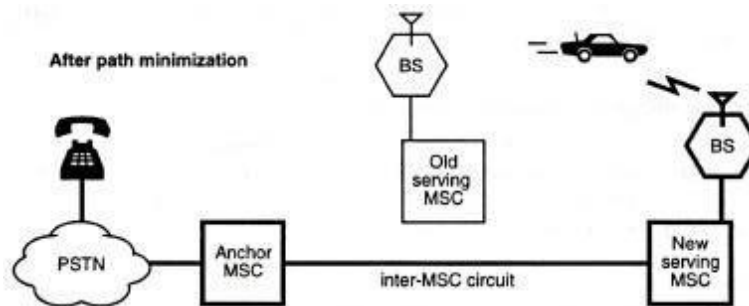 After path minimization
BS
BS
Old
serving
MSC
PSTN
Anchor
MSC
inter-MSC circuit
New
serving
MSC